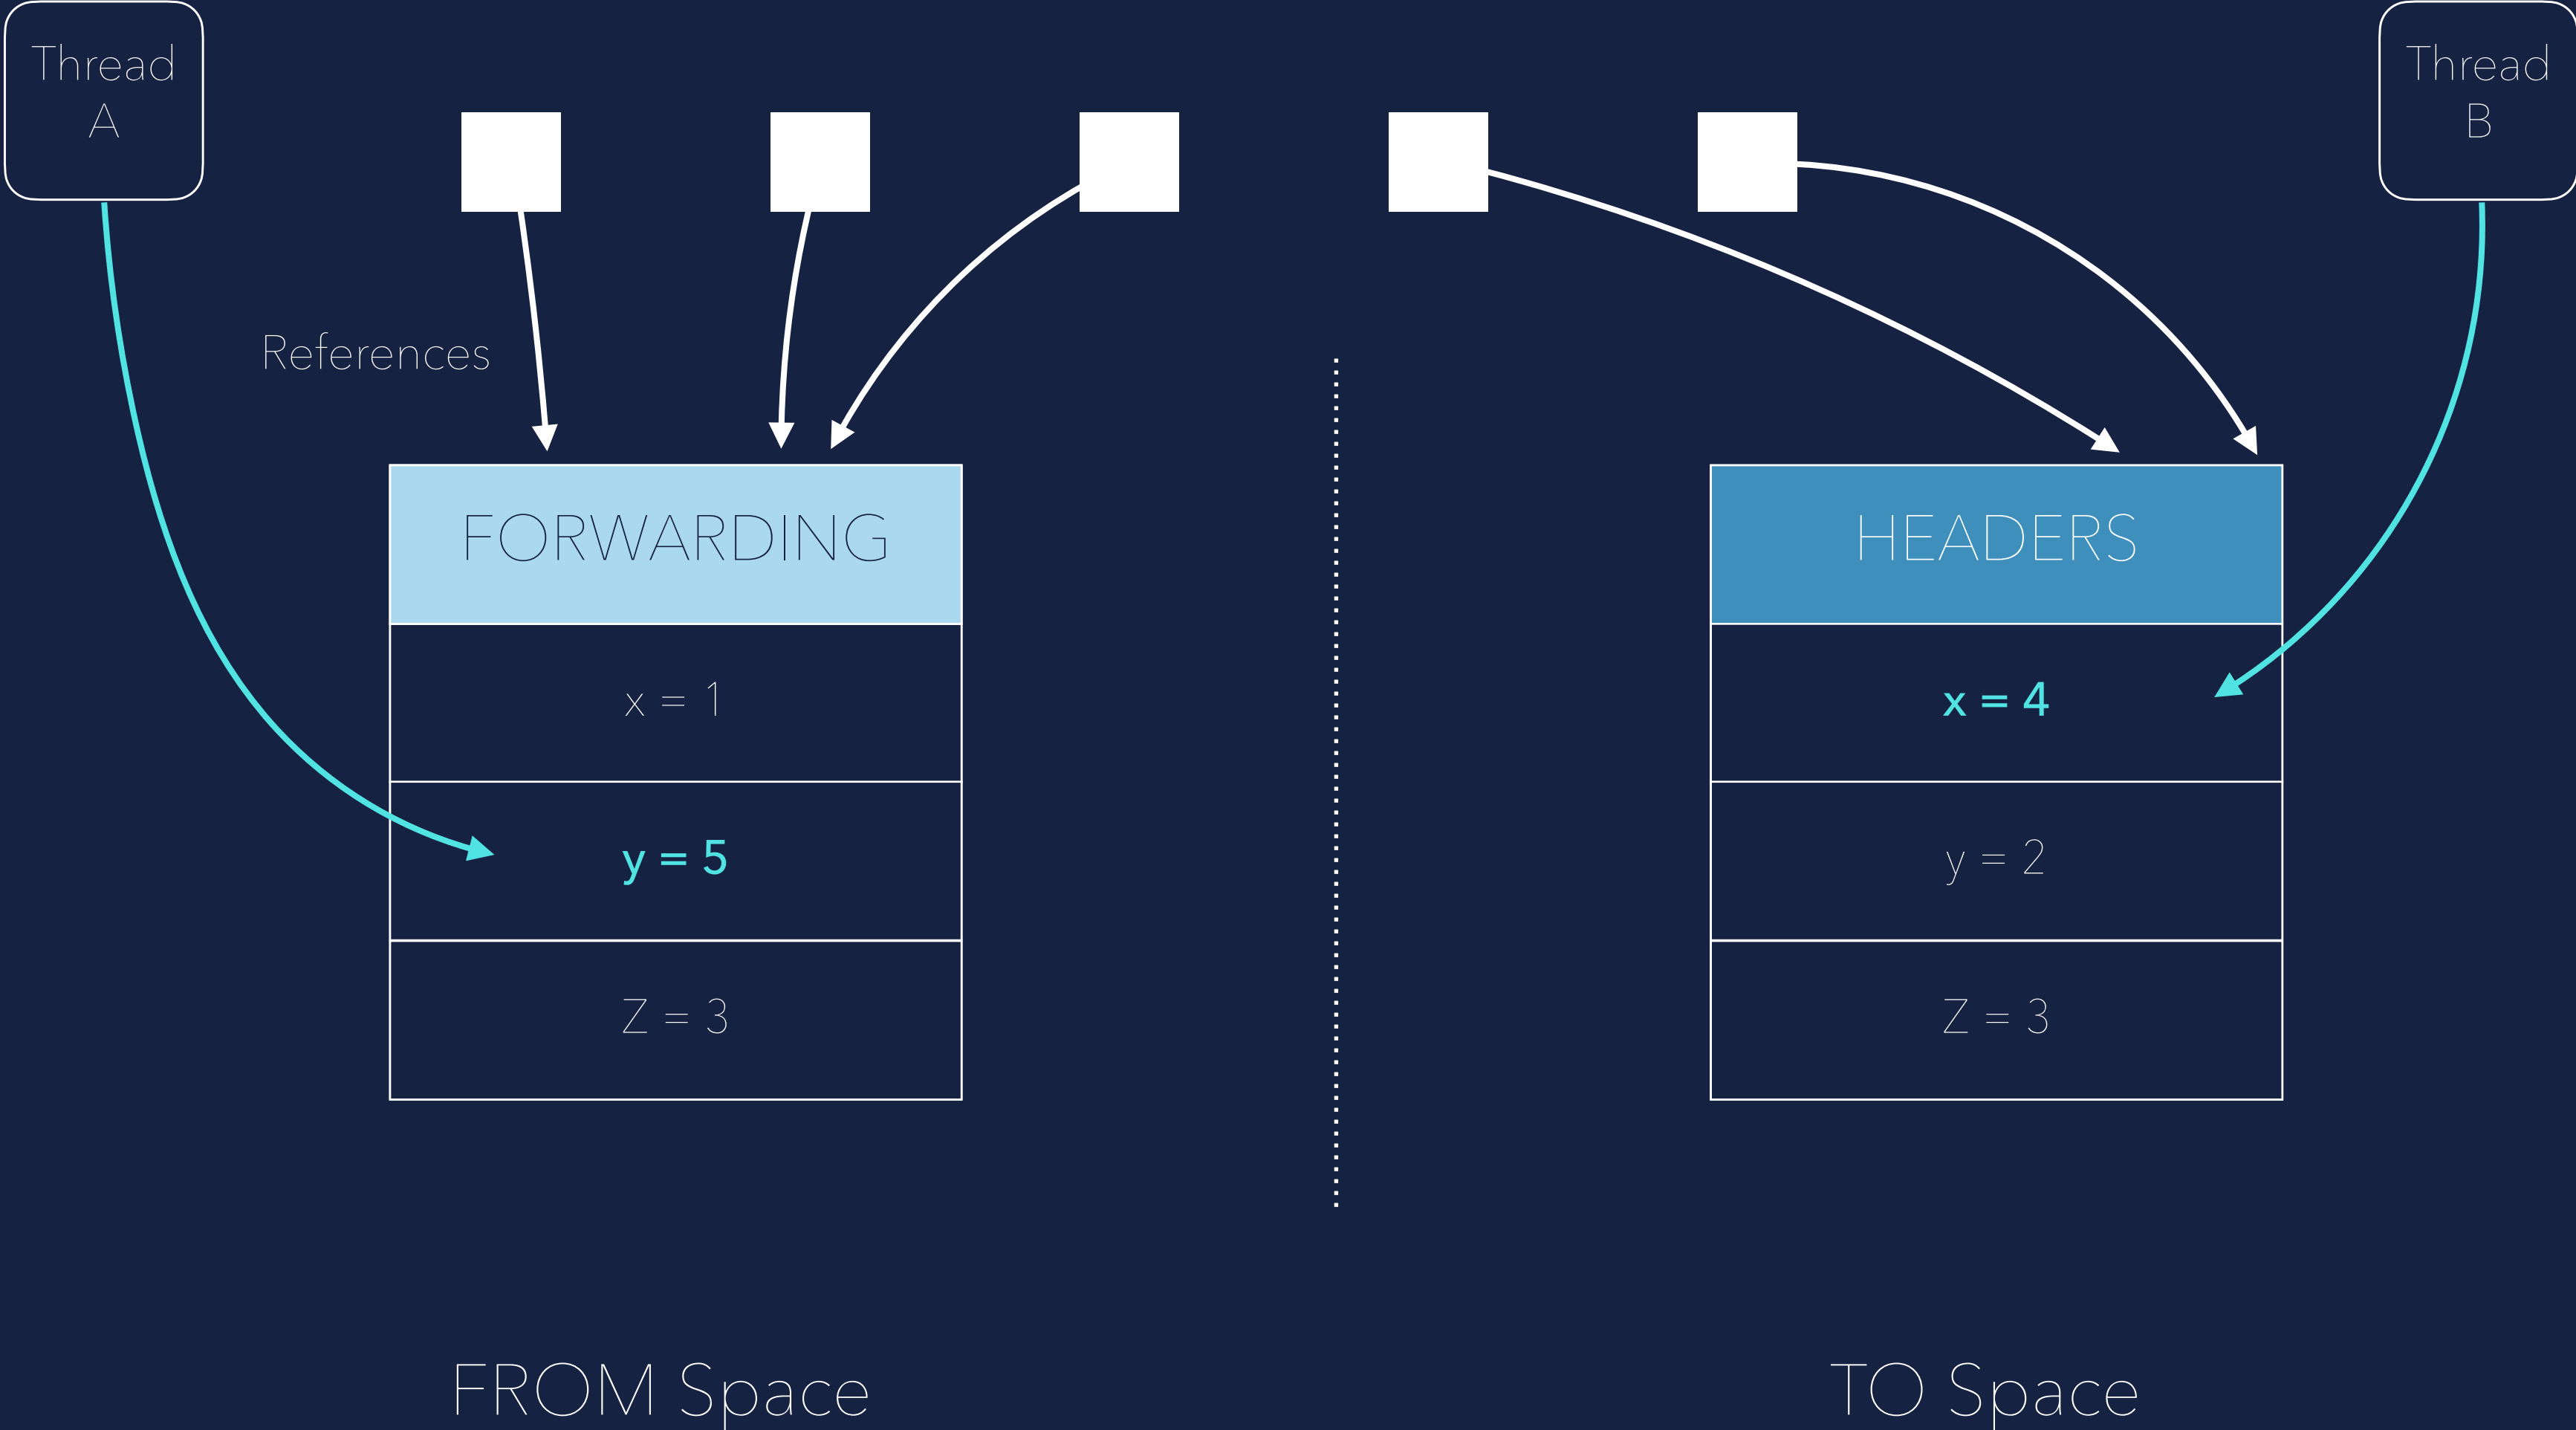 Thread
A
Thread
B
References
FORWARDING
x = 1
y = 5
Z = 3
HEADERS
x = 4
y = 2
Z = 3
FROM Space
TO Space